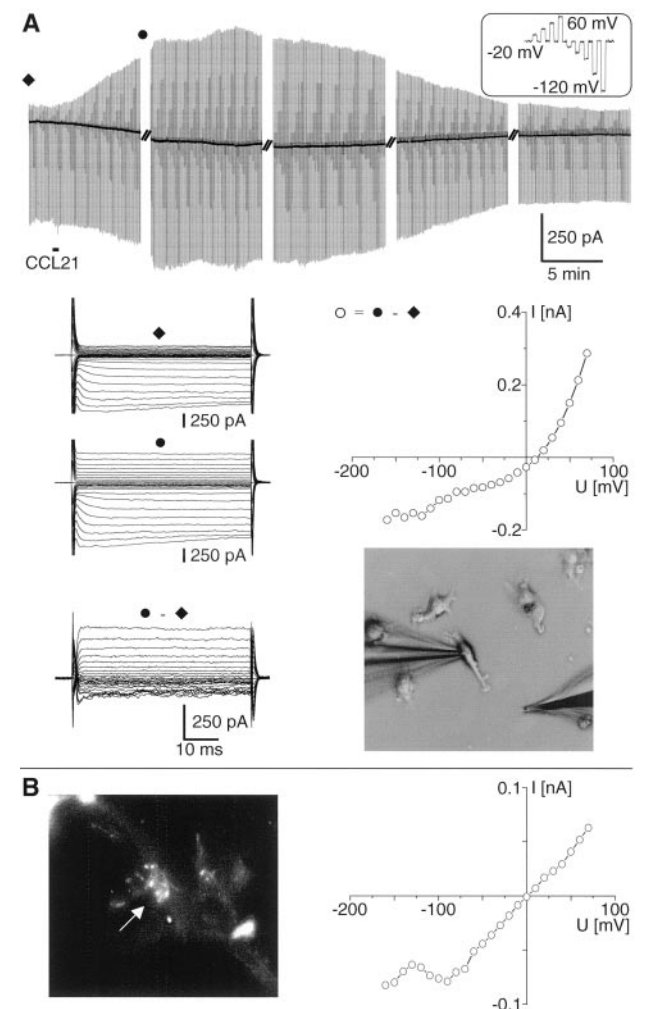 A
60 mV
-20 mV
-120 mV
CCL21
250 pA
5 min
○ = ● - ◆
I [nA]
0.4
0.2
-200
-100
100
U [mV]
-0.2
250 pA
250 pA
● - ◆
250 pA
10 ms
B
0.1
I [nA]
-200
-100
100
U [mV]
-0.1